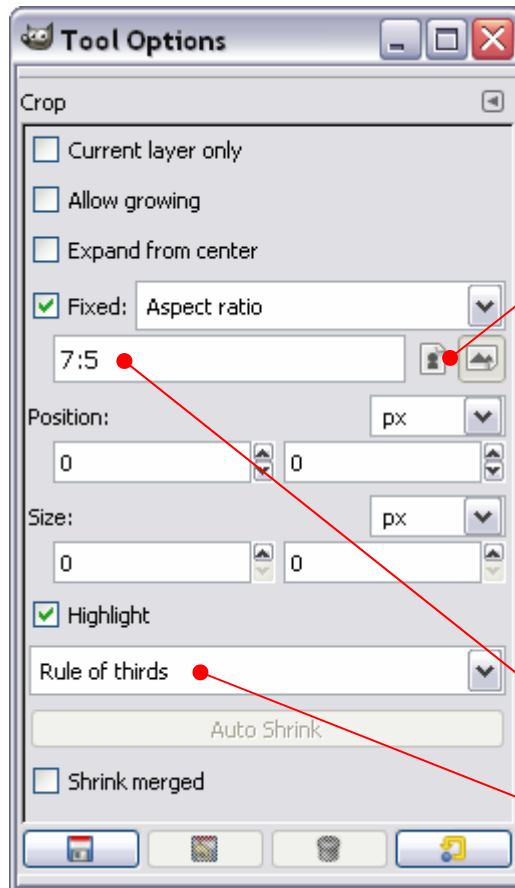 Tool Options
Crop
Current layer only
Allow growing
Expand from center
Fixed: Aspect ratio
7:5
Position: px
0 0
Size: px
0 0
Highlight
Rule of thirds
Auto Shrink
Shrink merged